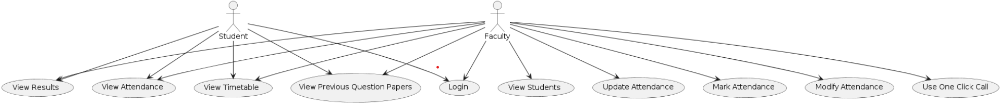 Student
Faculty
View Results
View Attendance
View Timetable
View Previous Question Papers
Login
View Students
Update Attendance
Mark Attendance
Modify Attendance
Use One Click Call